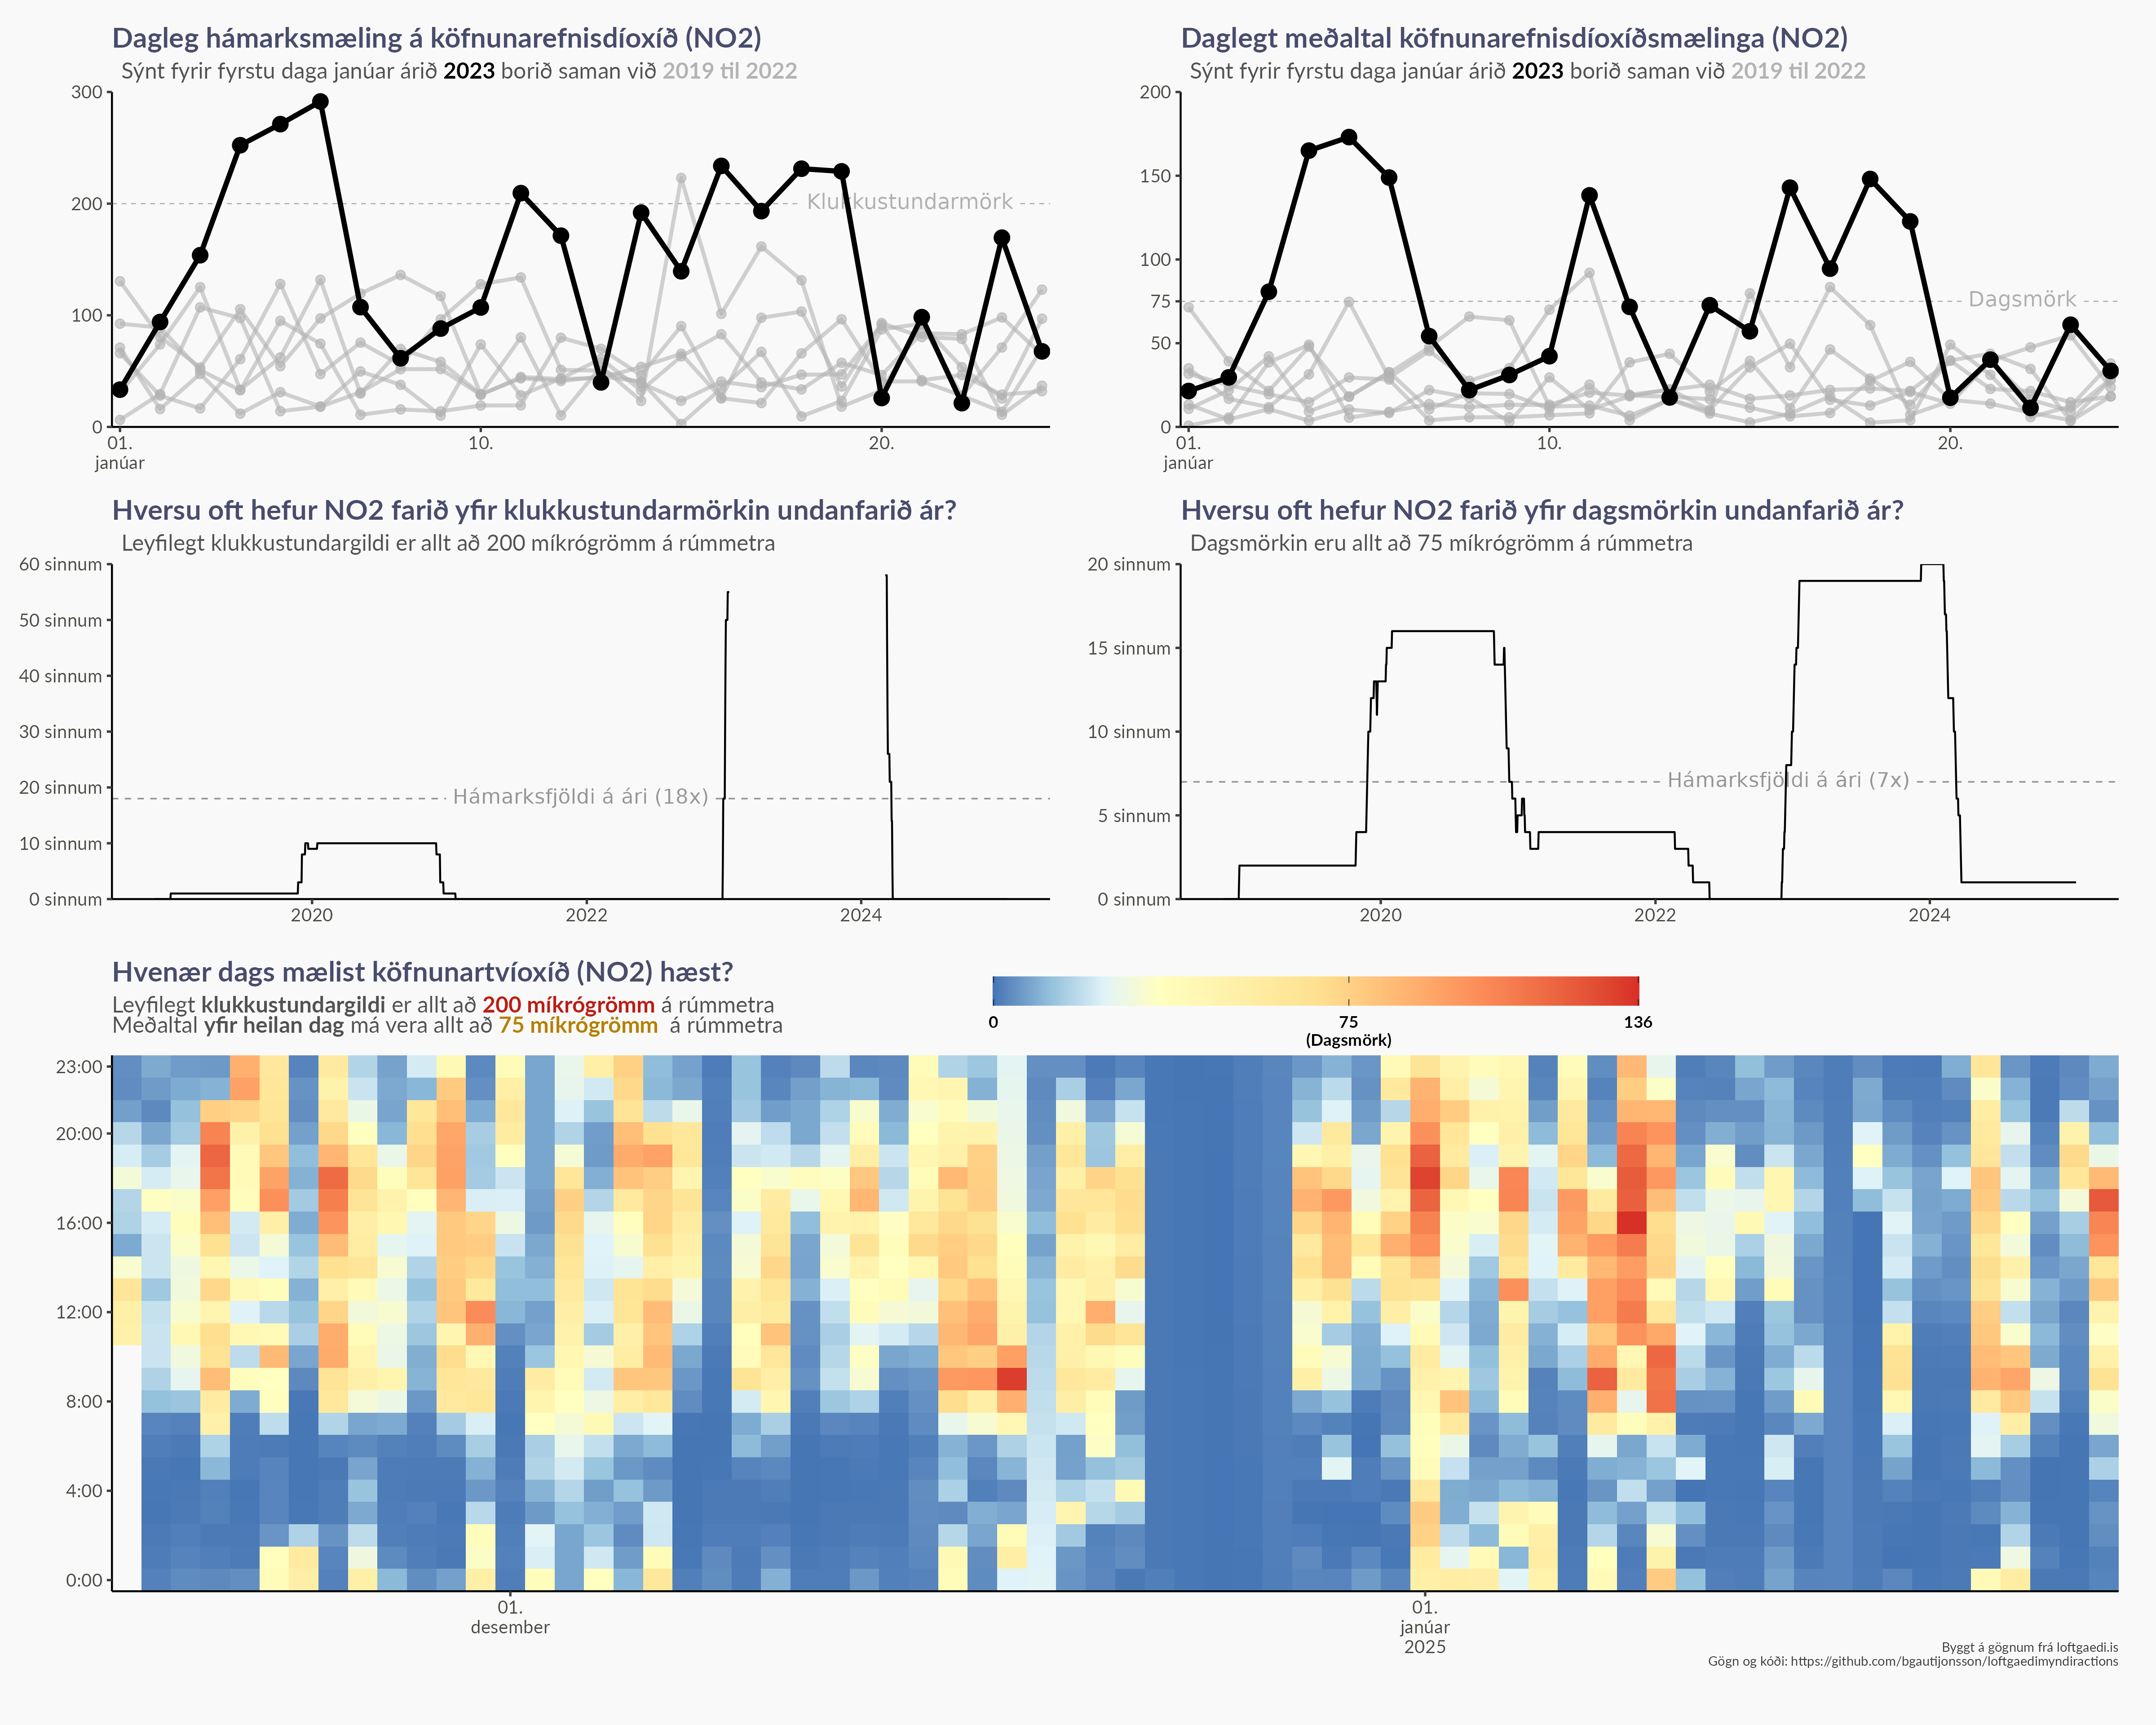 Dagleg hámarksmæling á köfnunarefnisdíoxíð (NO2)
Sýnt fyrir fyrstu daga janúar árið 2023 borið saman við 2019 til 2022
300
200
100
0
Klukkustundarmörk
01.
janúar
10.
20.
Daglegt meðaltal köfnunarefnisdíoxíðsmælinga (NO2)
Sýnt fyrir fyrstu daga janúar árið 2023 borið saman við 2019 til 2022
200
150
100
75
50
0
Dagsmörk
01.
janúar
10.
20.
Hversu oft hefur NO2 farið yfir klukkustundarmörkin undanfarið ár?
Leyfilegt klukkustundargildi er allt að 200 míkrógrömm á rúmmetra
60 sinnum
50 sinnum
40 sinnum
30 sinnum
20 sinnum
10 sinnum
0 sinnum
Hámarksfjöldi á ári (18x)
2020
2022
2024
Hversu oft hefur NO2 farið yfir dagsmörkin undanfarið ár?
Dagsmörkin eru allt að 75 míkrógrömm á rúmmetra
20 sinnum
15 sinnum
10 sinnum
5 sinnum
0 sinnum
Hámarksfjöldi á ári (7x)
2020
2022
2024
Hvenær dags mælist köfnunartvíoxíð (NO2) hæst?
Leyfilegt klukkustundargildi er allt að 200 míkrógrömm á rúmmetra
Meðaltal yfir heilan dag má vera allt að 75 míkrógrömm á rúmmetra
0
75
(Dagsmörk)
136
23:00
20:00
16:00
12:00
8:00
4:00
0:00
01.
desember
01.
janúar
2025
Byggt á gögnum frá loftgaedi.is
Gögn og kóði: https://github.com/bgautijonsson/loftgaedimyndiractions